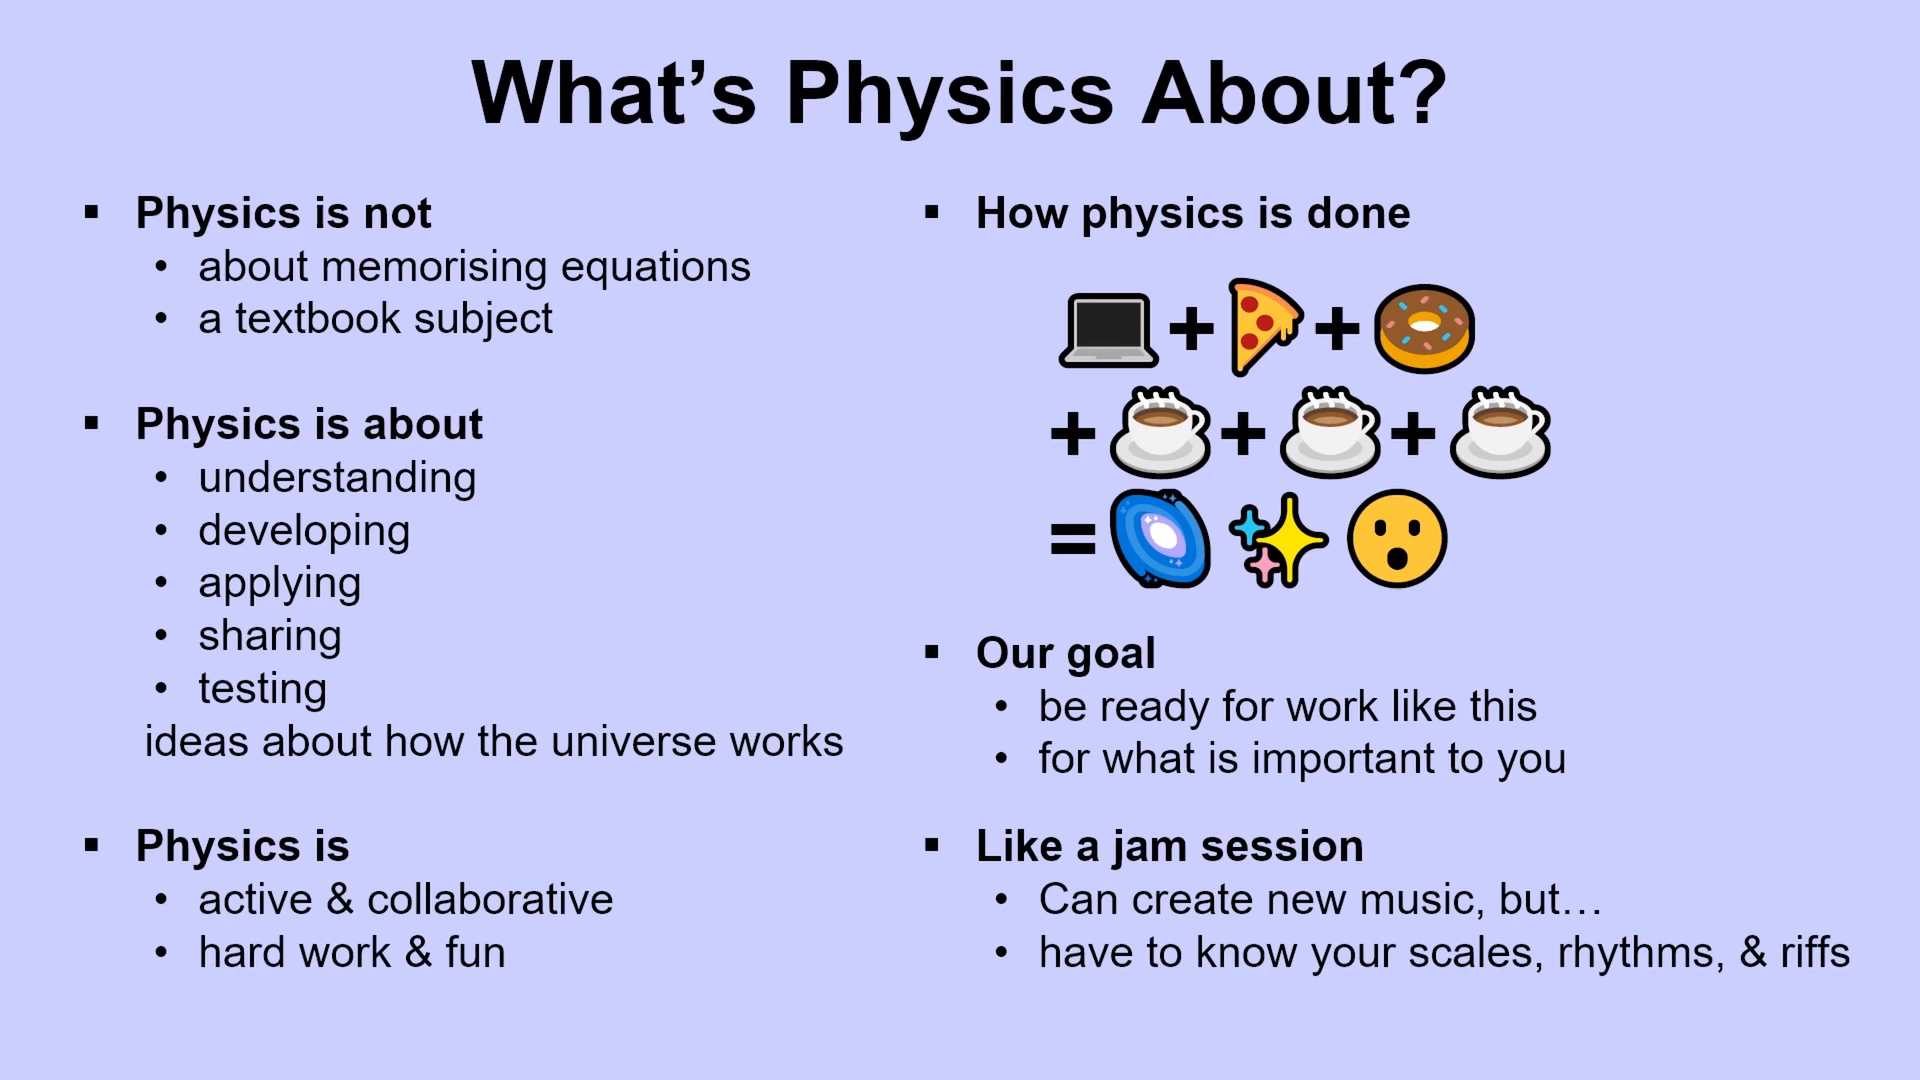 What’s Physics About?
▪ Physics is not
• about memorising equations
• a textbook subject
▪ Physics is about
• understanding
• developing
• applying
• sharing
• testing
ideas about how the universe works
▪ Physics is
• active & collaborative
• hard work & fun
▪ How physics is done
💻+🍕+🍩
+☕+☕+☕
=🌌✨😮
▪ Our goal
• be ready for work like this
• for what is important to you
▪ Like a jam session
• Can create new music, but…
• have to know your scales, rhythms, & riffs